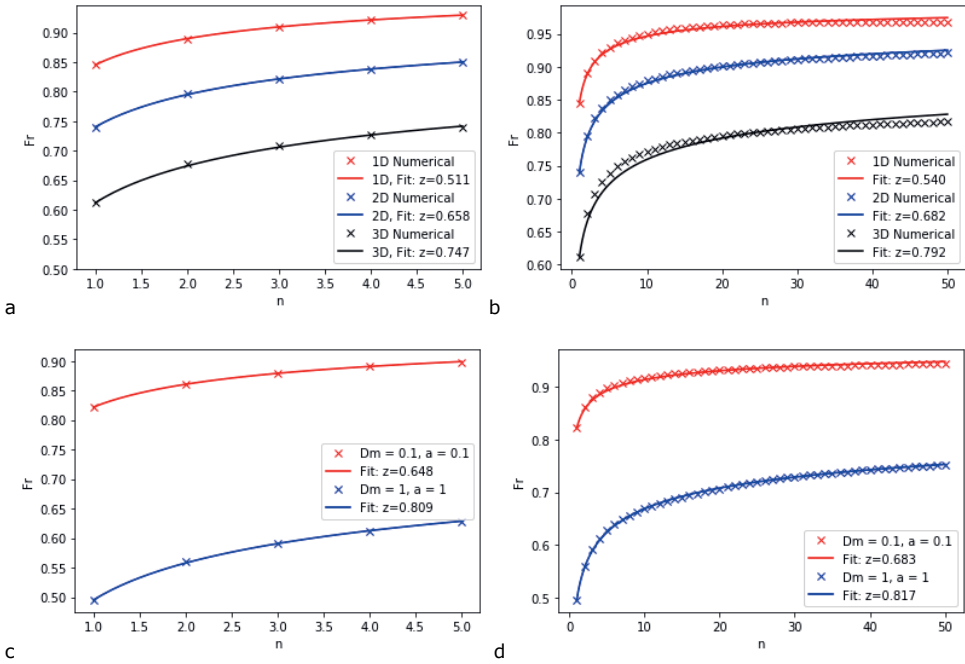 0.90
0.85
0.80
0.75
0.70
0.65
0.60
0.55
0.50
Fr
1D Numerical
1D, Fit: z=0.511
2D Numerical
2D, Fit: z=0.658
3D Numerical
3D, Fit: z=0.747
1.0 1.5 2.0 2.5 3.0 3.5 4.0 4.5 5.0
n
a
0.95
0.90
0.85
0.80
0.75
0.70
0.65
0.60
Fr
1D Numerical
Fit: z=0.540
2D Numerical
Fit: z=0.682
3D Numerical
Fit: z=0.792
0 10 20 30 40 50
n
b
0.90
0.85
0.80
0.75
0.70
0.65
0.60
0.55
0.50
Fr
Dm = 0.1, a = 0.1
Fit: z=0.648
Dm = 1, a = 1
Fit: z=0.809
1.0 1.5 2.0 2.5 3.0 3.5 4.0 4.5 5.0
n
c
0.9
0.8
0.7
0.6
0.5
Fr
Dm = 0.1, a = 0.1
Fit: z=0.683
Dm = 1, a = 1
Fit: z=0.817
0 10 20 30 40 50
n
d